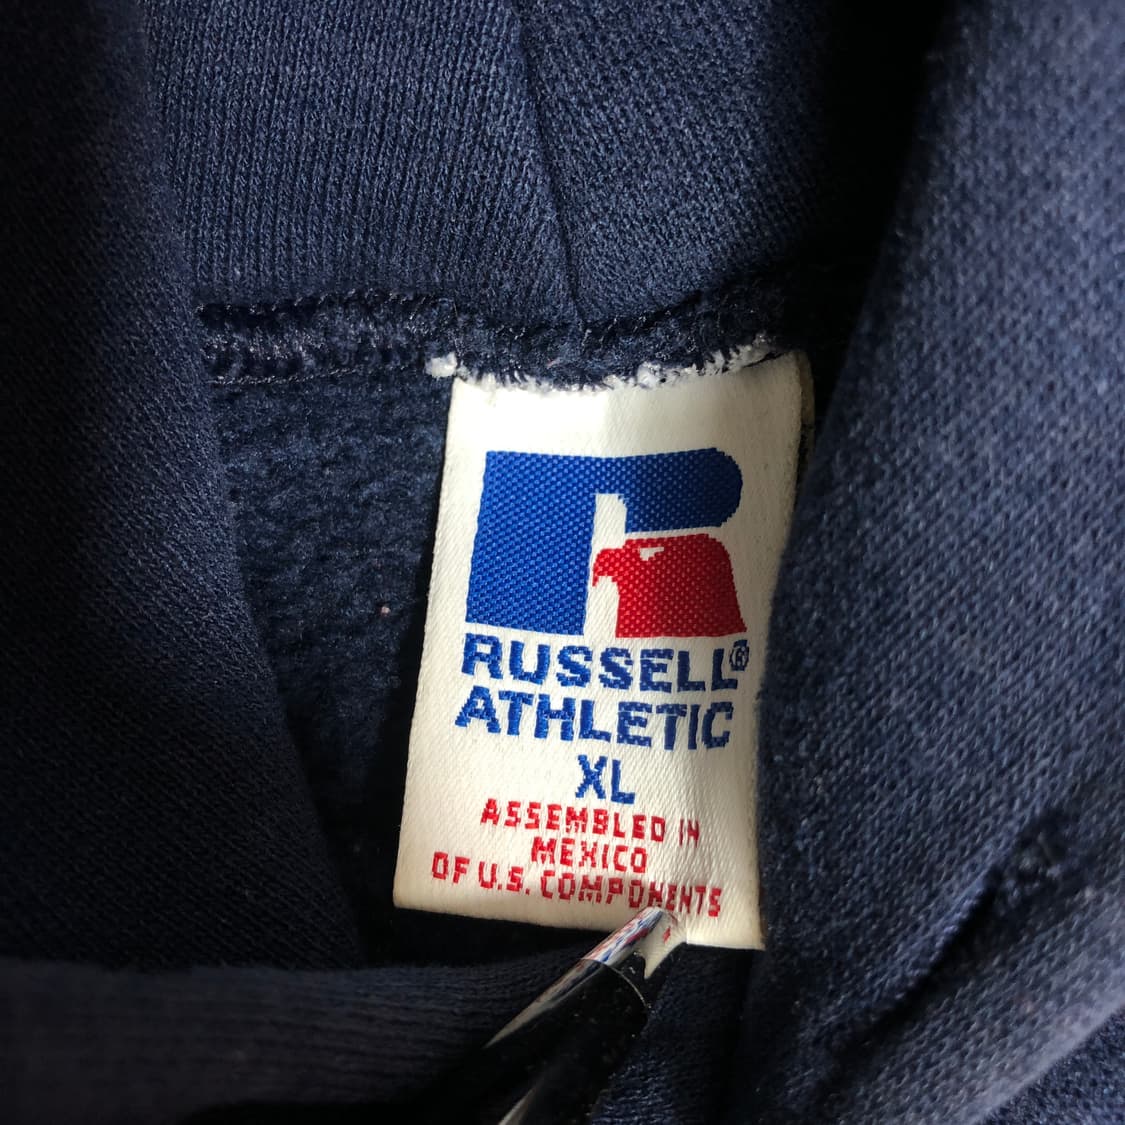 RUSSELL®
ATHLETIC
XL
ASSEMBLED IN
MEXICO
OF U.S. COMPONENTS